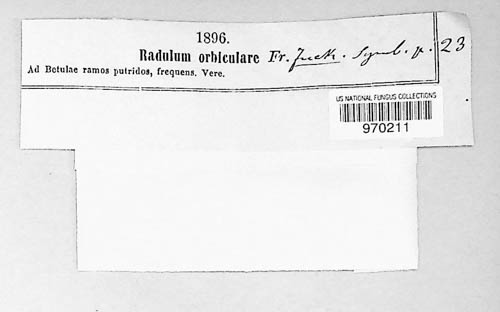 1896.
Radulum orbiculare Fr. Fuck. Symb. p. 23
Ad Betulae ramos putridos, frequens. Vere.
US NATIONAL FUNGUS COLLECTIONS
970211